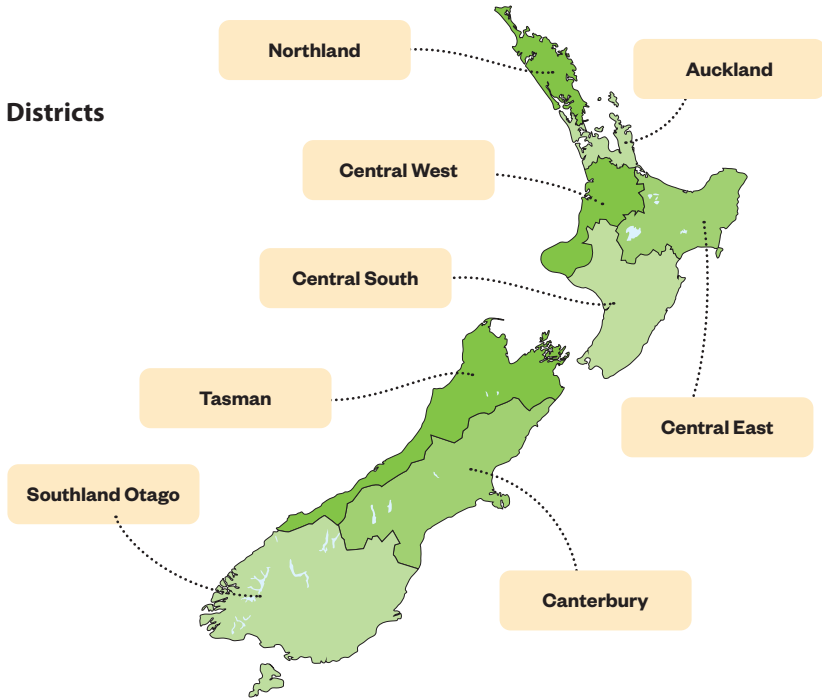 Northland
Auckland
Districts
Central West
Central South
Tasman
Central East
Southland Otago
Canterbury